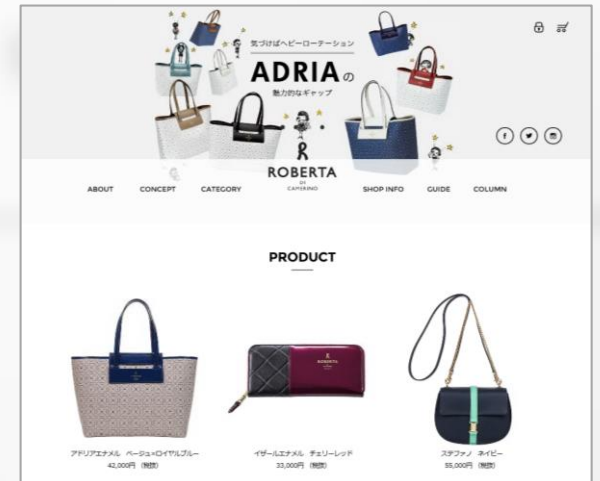 気づけばヘビーローテーション
ADRIAの
魅力的なギャップ
R
ROBERTA
DI
CAMERINO
ABOUT
CONCEPT
CATEGORY
SHOP INFO
GUIDE
COLUMN
PRODUCT
ROBERTA
アドリアエナメル ベージュ×ロイヤルブルー
42,000円 (税抜)
イザールエナメル チェリーレッド
33,000円 (税抜)
ステファノ ネイビー
55,000円 (税抜)